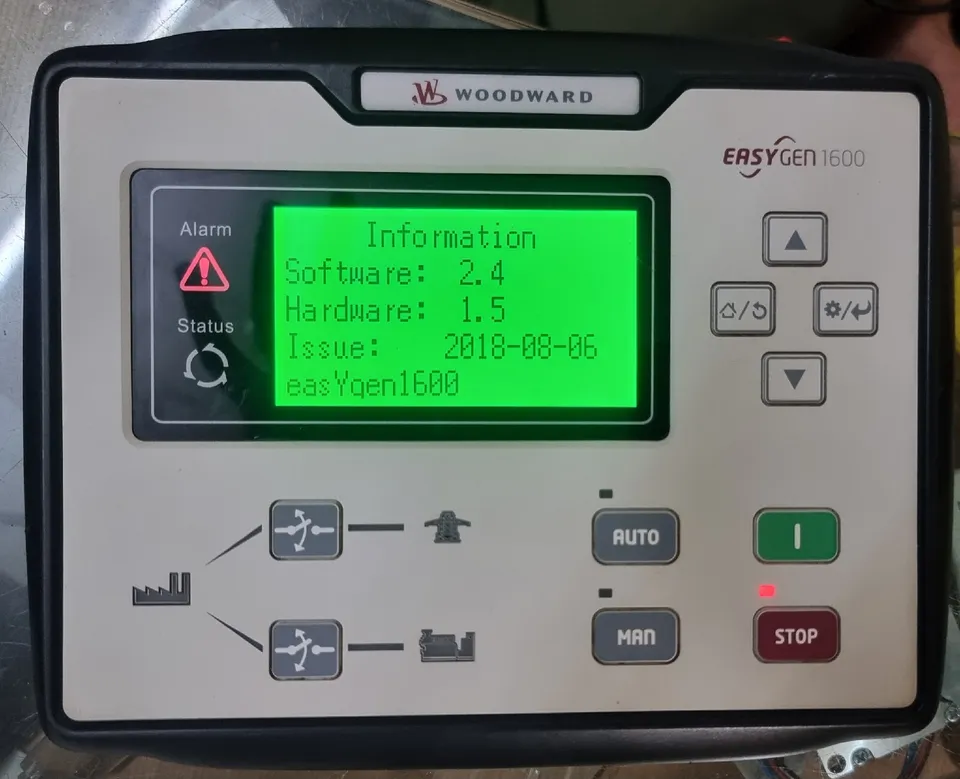 WOODWARD
EASYGEN 1600
Alarm
Status
Information
Software: 2.4
Hardware: 1.5
Issue: 2018-08-06
easYgen1600
AUTO
I
MAN
STOP